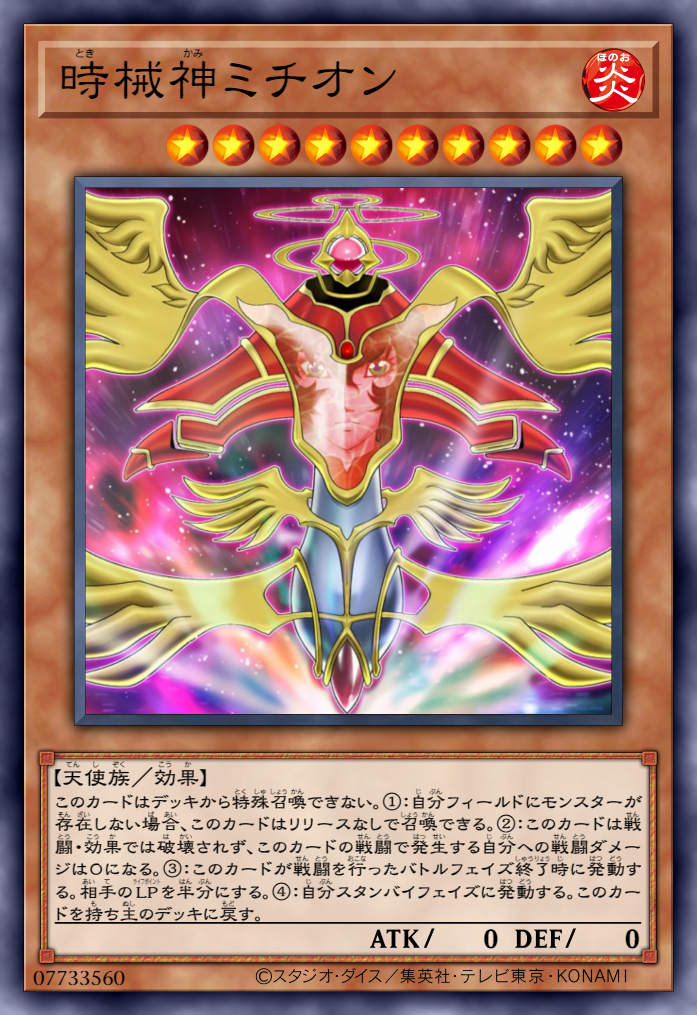 時械神ミチオン
炎
【天使族／効果】
このカードはデッキから特殊召喚できない。①:自分フィールドにモンスターが
存在しない場合、このカードはリリースなしで召喚できる。②:このカードは戦
闘・効果では破壊されず、このカードの戦闘で発生する自分への戦闘ダメー
ジは０になる。③:このカードが戦闘を行ったバトルフェイズ終了時に発動す
る。相手のLPを半分にする。④:自分スタンバイフェイズに発動する。このカー
ドを持ち主のデッキに戻す。
ATK/ 0 DEF/ 0
07733560 ©スタジオ・ダイス／集英社・テレビ東京・KONAMI